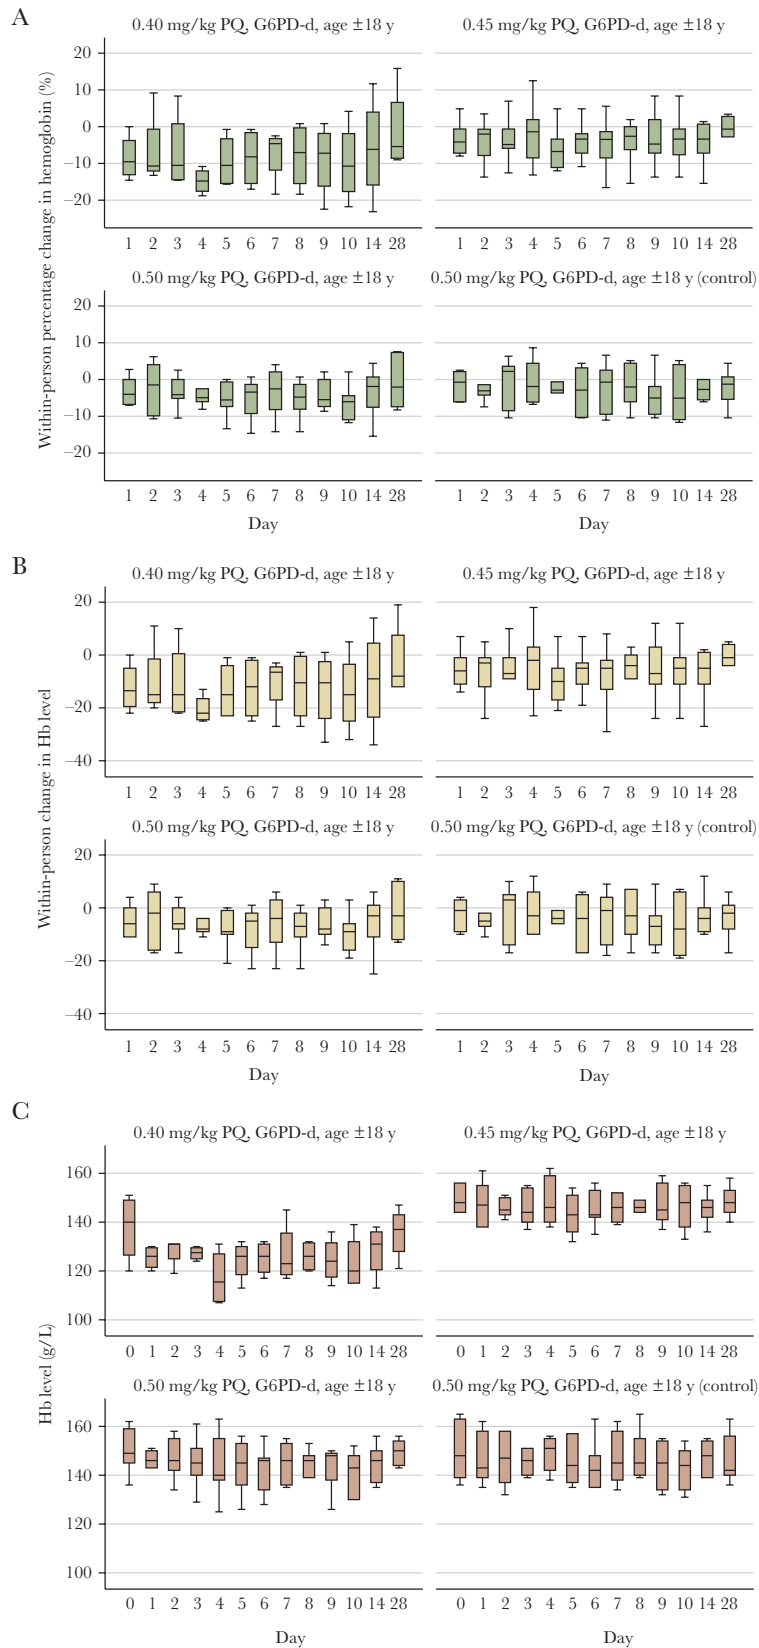 A
0.40 mg/kg PQ, G6PD-d, age ±18 y
0.45 mg/kg PQ, G6PD-d, age ±18 y
Within-person percentage change in hemoglobin (%)
20
10
0
−10
−20
1 2 3 4 5 6 7 8 9 10 14 28
1 2 3 4 5 6 7 8 9 10 14 28
0.50 mg/kg PQ, G6PD-d, age ±18 y
0.50 mg/kg PQ, G6PD-d, age ±18 y (control)
20
10
0
−10
−20
1 2 3 4 5 6 7 8 9 10 14 28
1 2 3 4 5 6 7 8 9 10 14 28
Day
Day
B
0.40 mg/kg PQ, G6PD-d, age ±18 y
0.45 mg/kg PQ, G6PD-d, age ±18 y
Within-person change in Hb level
20
0
−20
−40
1 2 3 4 5 6 7 8 9 10 14 28
1 2 3 4 5 6 7 8 9 10 14 28
0.50 mg/kg PQ, G6PD-d, age ±18 y
0.50 mg/kg PQ, G6PD-d, age ±18 y (control)
20
0
−20
−40
1 2 3 4 5 6 7 8 9 10 14 28
1 2 3 4 5 6 7 8 9 10 14 28
Day
Day
C
0.40 mg/kg PQ, G6PD-d, age ±18 y
0.45 mg/kg PQ, G6PD-d, age ±18 y
Hb level (g/L)
160
140
120
100
0 1 2 3 4 5 6 7 8 9 10 14 28
0 1 2 3 4 5 6 7 8 9 10 14 28
0.50 mg/kg PQ, G6PD-d, age ±18 y
0.50 mg/kg PQ, G6PD-d, age ±18 y (control)
160
140
120
100
0 1 2 3 4 5 6 7 8 9 10 14 28
0 1 2 3 4 5 6 7 8 9 10 14 28
Day
Day